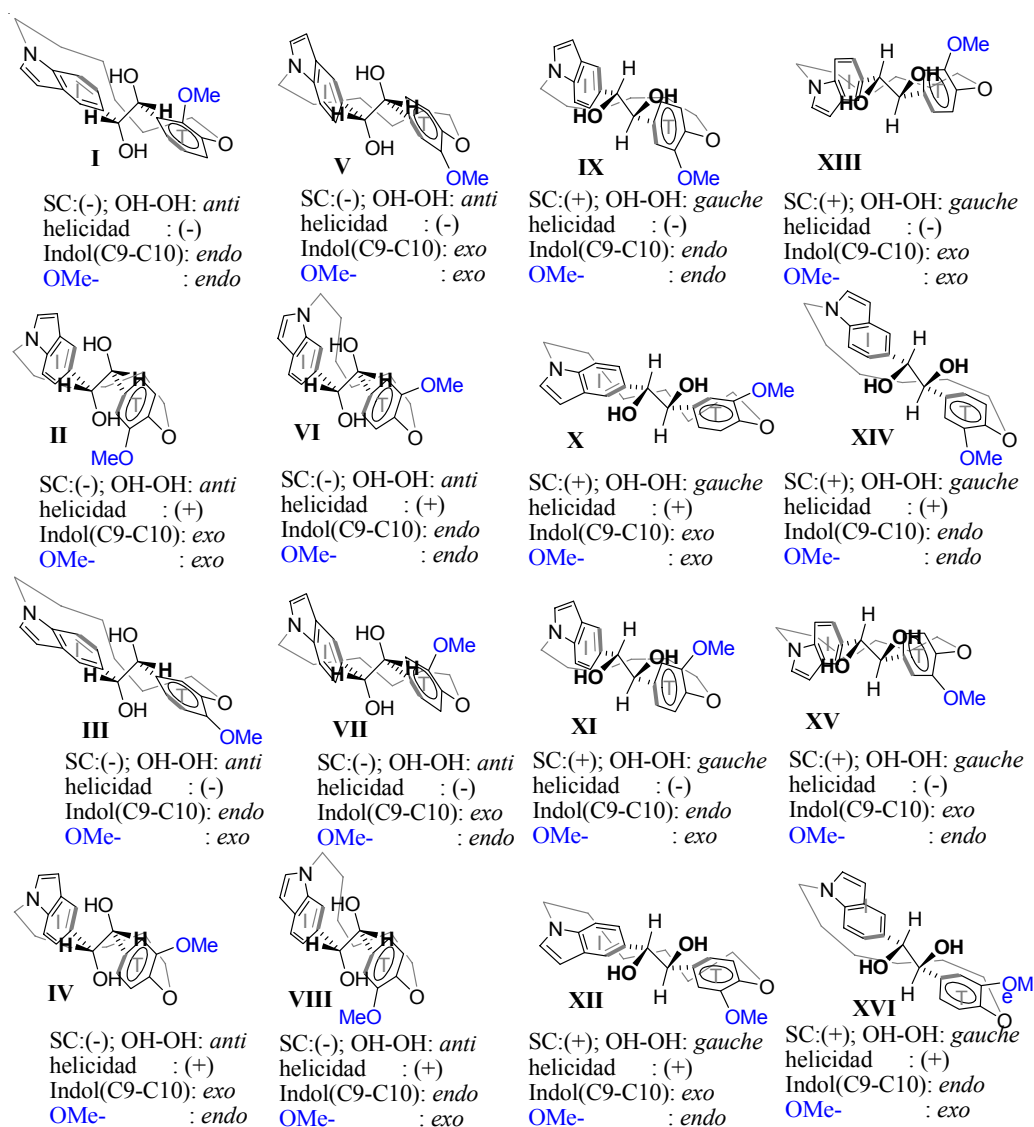 N
HO
OMe
I
H
H
T
OH
O
I
SC:(-); OH-OH: anti
helicidad : (-)
Indol(C9-C10): endo
OMe- : endo
N
HO
I
H
H
T
OH
O
OMe
V
SC:(-); OH-OH: anti
helicidad : (-)
Indol(C9-C10): exo
OMe- : exo
N
H
I
OH
HO
H
T
O
OMe
IX
SC:(+); OH-OH: gauche
helicidad : (-)
Indol(C9-C10): endo
OMe- : endo
OMe
H
N
I
OH
HO
T
O
H
XIII
SC:(+); OH-OH: gauche
helicidad : (-)
Indol(C9-C10): exo
OMe- : exo
N
HO
I
H
H
OH
T
O
MeO
II
SC:(-); OH-OH: anti
helicidad : (+)
Indol(C9-C10): exo
OMe- : exo
N
HO
I
H
H
OMe
OH
T
O
VI
SC:(-); OH-OH: anti
helicidad : (+)
Indol(C9-C10): endo
OMe- : endo
N
H
I
OH
OMe
HO
T
H
O
X
SC:(+); OH-OH: gauche
helicidad : (+)
Indol(C9-C10): exo
OMe- : exo
N
I
H
OH
HO
H
T
O
OMe
XIV
SC:(+); OH-OH: gauche
helicidad : (+)
Indol(C9-C10): endo
OMe- : endo
N
HO
I
H
H
T
OH
O
OMe
III
SC:(-); OH-OH: anti
helicidad : (-)
Indol(C9-C10): endo
OMe- : exo
N
HO
OMe
I
H
H
T
OH
O
VII
SC:(-); OH-OH: anti
helicidad : (-)
Indol(C9-C10): exo
OMe- : endo
N
H
I
OH
OMe
HO
H
T
O
XI
SC:(+); OH-OH: gauche
helicidad : (-)
Indol(C9-C10): endo
OMe- : exo
H
N
I
OH
HO
T
O
H
OMe
XV
SC:(+); OH-OH: gauche
helicidad : (-)
Indol(C9-C10): exo
OMe- : endo
N
HO
I
H
H
OMe
OH
T
O
IV
SC:(-); OH-OH: anti
helicidad : (+)
Indol(C9-C10): exo
OMe- : endo
N
HO
I
H
H
OH
T
O
MeO
VIII
SC:(-); OH-OH: anti
helicidad : (+)
Indol(C9-C10): endo
OMe- : exo
N
H
I
OH
HO
T
H
O
OMe
XII
SC:(+); OH-OH: gauche
helicidad : (+)
Indol(C9-C10): exo
OMe- : endo
N
I
H
OH
HO
H
T
OMe
O
XVI
SC:(+); OH-OH: gauche
helicidad : (+)
Indol(C9-C10): endo
OMe- : exo